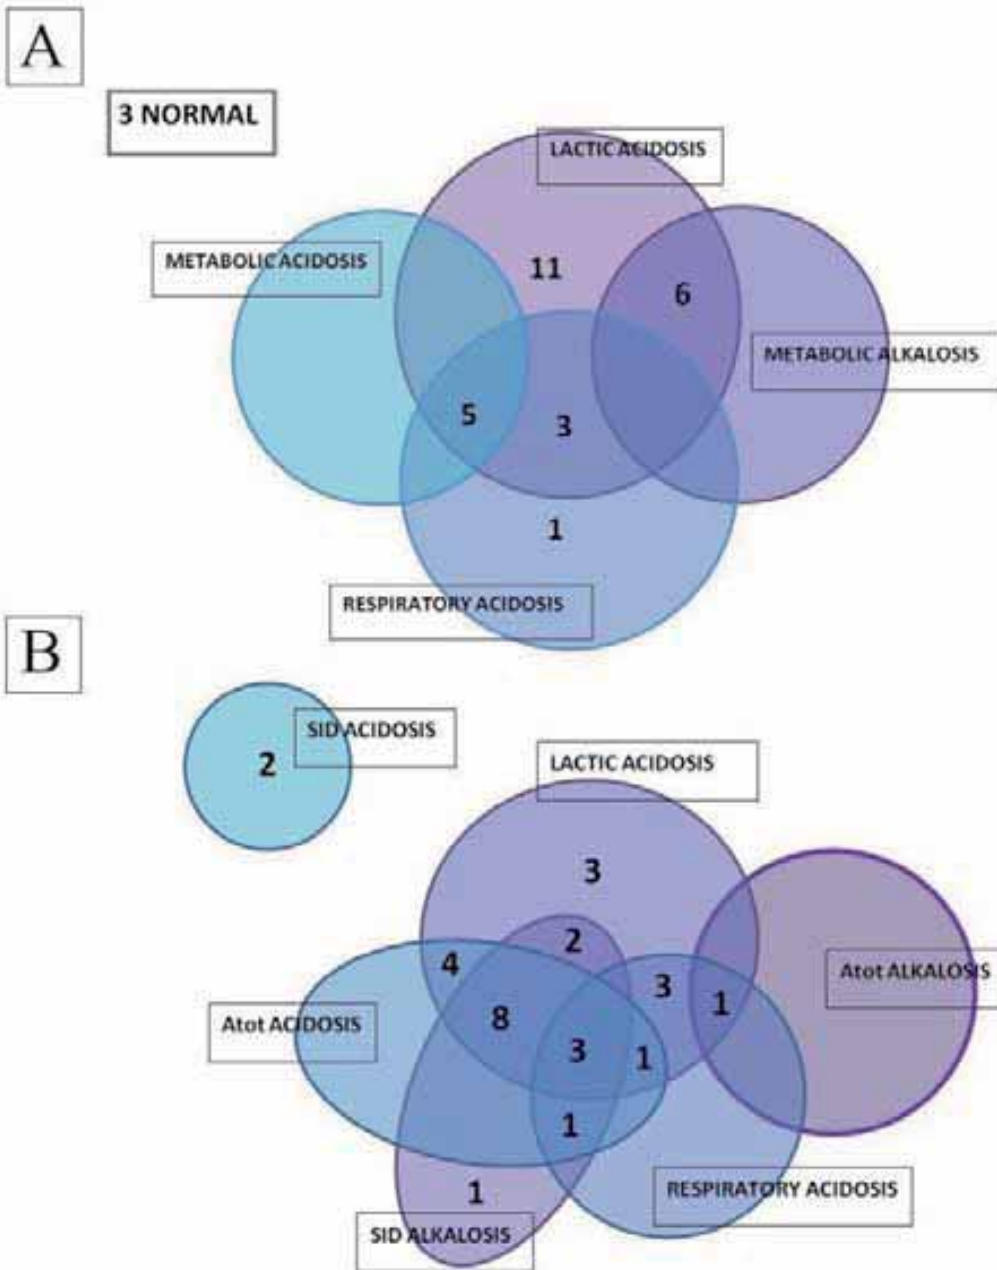 A
3 NORMAL
LACTIC ACIDOSIS
METABOLIC ACIDOSIS
11
6
METABOLIC ALKALOSIS
5
3
1
RESPIRATORY ACIDOSIS
B
SID ACIDOSIS
2
LACTIC ACIDOSIS
3
2
4
Atot ALKALOSIS
3
1
8
Atot ACIDOSIS
3
1
1
1
RESPIRATORY ACIDOSIS
SID ALKALOSIS